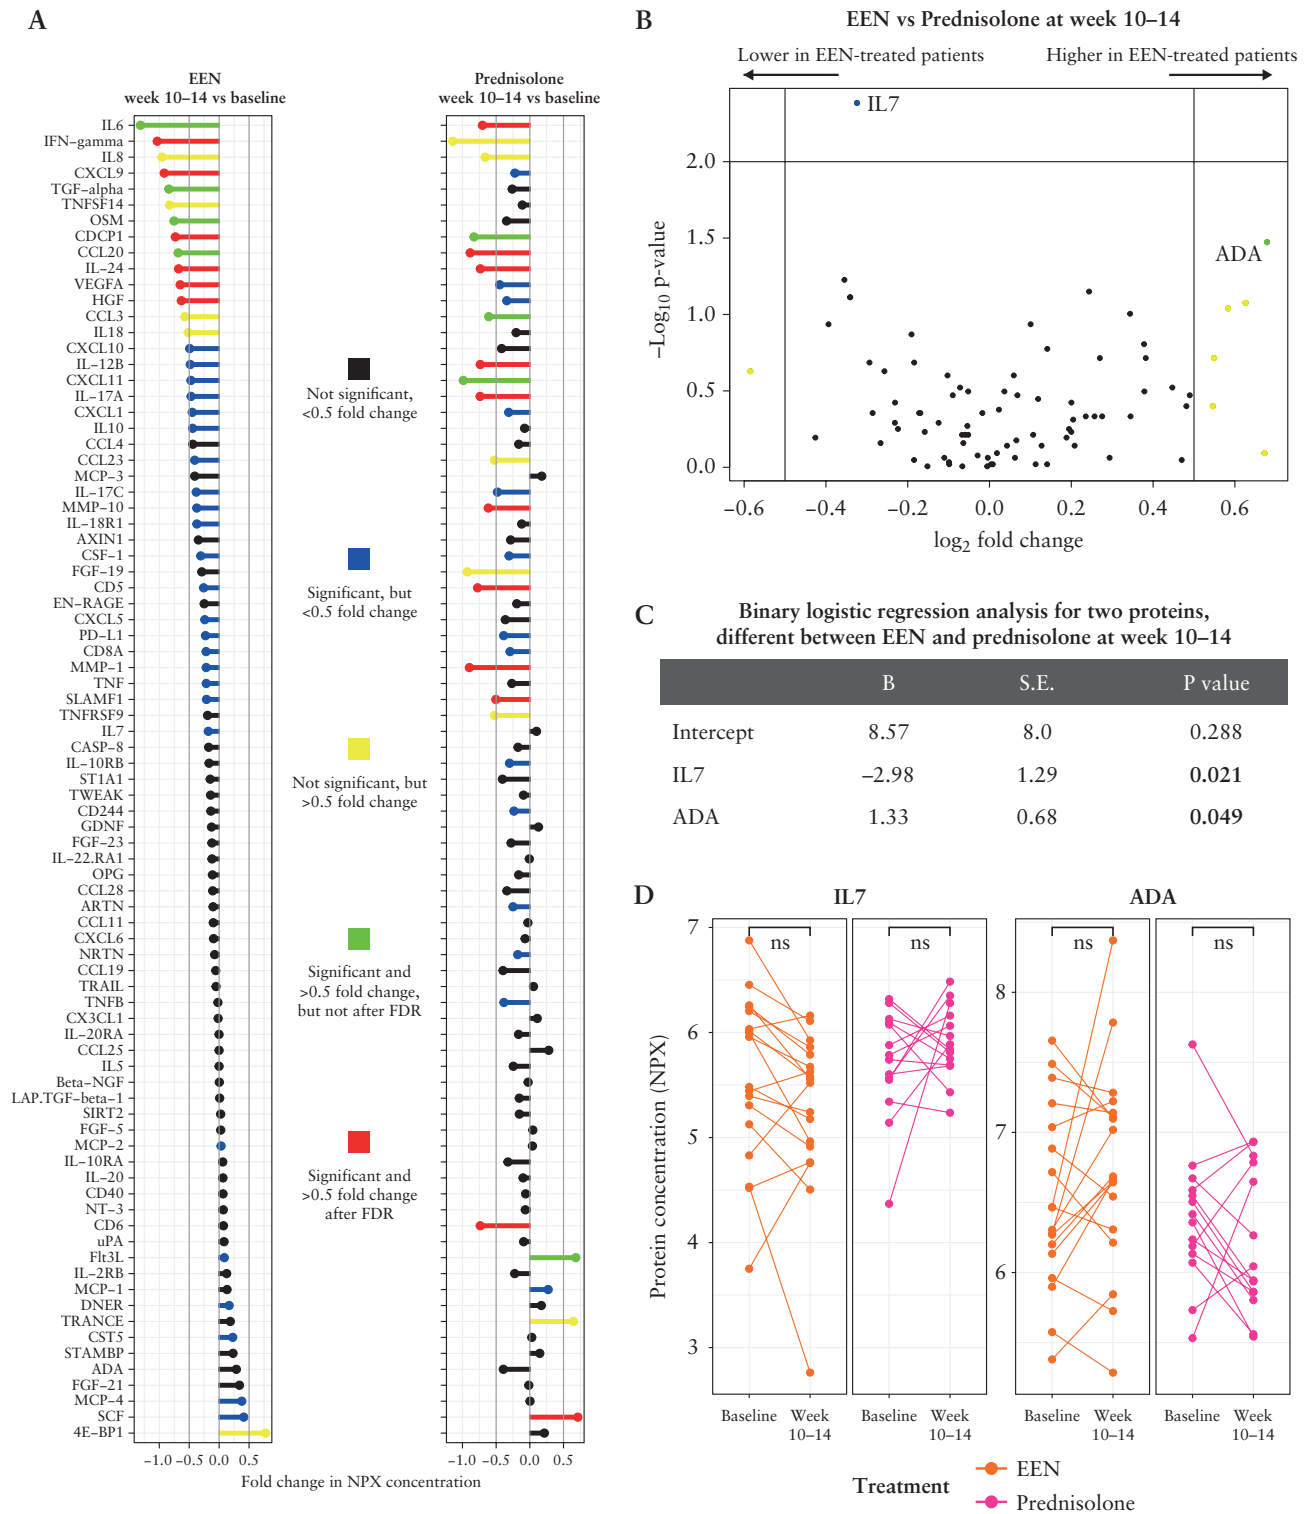 A
EEN
week 10–14 vs baseline
IL6
IFN−gamma
IL8
CXCL9
TGF−alpha
TNFSF14
OSM
CDCP1
CCL20
IL−24
VEGFA
HGF
CCL3
IL18
CXCL10
IL−12B
CXCL11
IL−17A
CXCL1
IL10
CCL4
CCL23
MCP−3
IL−17C
MMP−10
IL−18R1
AXIN1
CSF−1
FGF−19
CD5
EN−RAGE
CXCL5
PD−L1
CD8A
MMP−1
TNF
SLAMF1
TNFRSF9
IL7
CASP−8
IL−10RB
ST1A1
TWEAK
CD244
GDNF
FGF−23
IL−22.RA1
OPG
CCL28
ARTN
CCL11
CXCL6
NRTN
CCL19
TRAIL
TNFB
CX3CL1
IL−20RA
CCL25
IL5
Beta−NGF
LAP.TGF−beta−1
SIRT2
FGF−5
MCP−2
IL−10RA
IL−20
CD40
NT−3
CD6
uPA
Flt3L
IL−2RB
MCP−1
DNER
TRANCE
CST5
STAMBP
ADA
FGF−21
MCP−4
SCF
4E−BP1
−1.0 −0.5 0.0 0.5
Prednisolone
week 10–14 vs baseline
−1.0 0.0 0.5
Fold change in NPX concentration
Not significant,
<0.5 fold change
Significant, but
<0.5 fold change
Not significant, but
>0.5 fold change
Significant and
>0.5 fold change,
but not after FDR
Significant and
>0.5 fold change
after FDR
B
EEN vs Prednisolone at week 10–14
Lower in EEN-treated patients
Higher in EEN-treated patients
IL7
ADA
−Log10 p-value
2.0
1.5
1.0
0.5
0.0
−0.6 −0.4 −0.2 0.0 0.2 0.4 0.6
log2 fold change
C
Binary logistic regression analysis for two proteins,
different between EEN and prednisolone at week 10–14
B S.E. P value
Intercept 8.57 8.0 0.288
IL7 –2.98 1.29 0.021
ADA 1.33 0.68 0.049
D
IL7
ADA
ns
ns
ns
ns
Protein concentration (NPX)
7
6
5
4
3
8
7
6
Baseline Week
10–14
Baseline Week
10–14
Baseline Week
10–14
Baseline Week
10–14
Treatment
EEN
Prednisolone